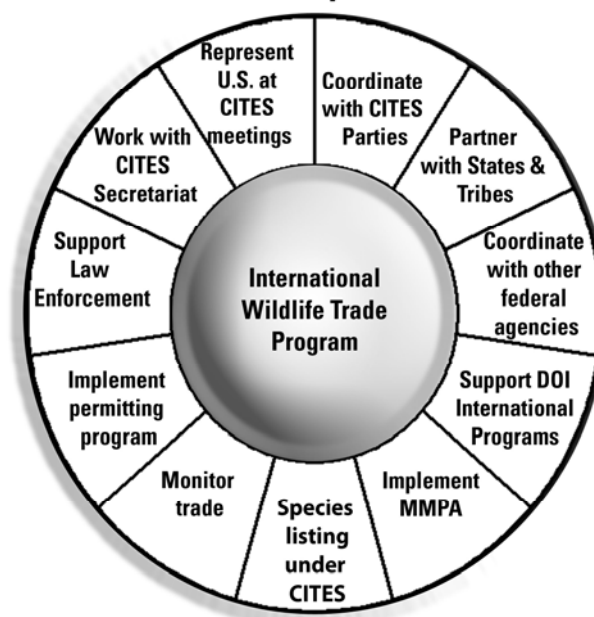 Represent
U.S. at
CITES
meetings
Coordinate
with CITES
Parties
Partner
with States &
Tribes
Coordinate
with other
federal
agencies
Support DOI
International
Programs
Implement
MMPA
Species
listing
under
CITES
Monitor
trade
Implement
permitting
program
Support
Law
Enforcement
Work with
CITES
Secretariat
International
Wildlife Trade
Program